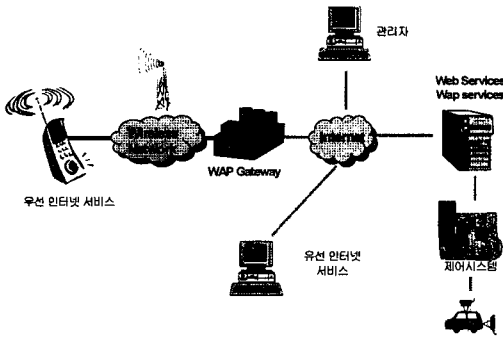 관리자
Web Services
Wap services
Internet
WAP Gateway
우선 인터넷 서비스
유선 인터넷
서비스
제어시스템